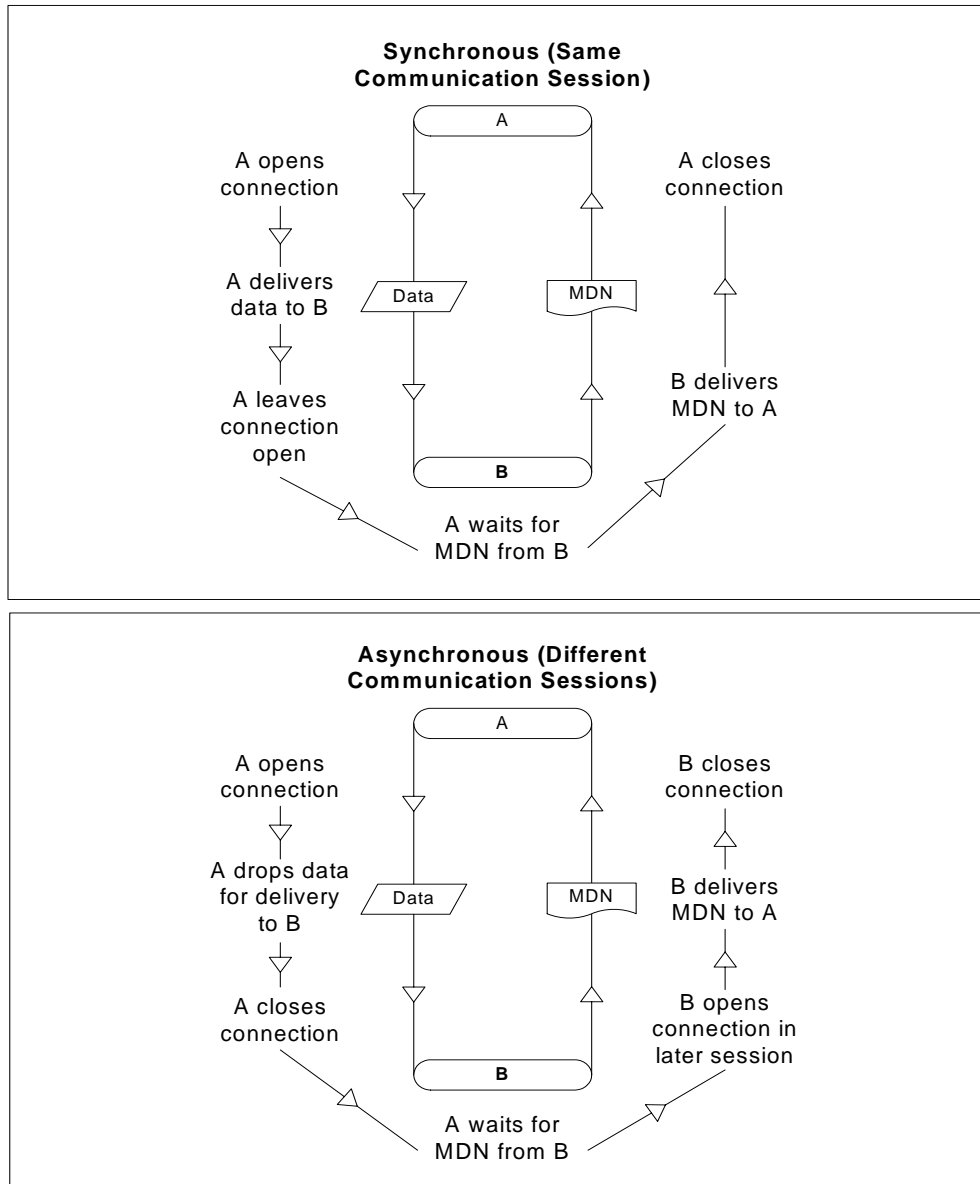 Synchronous (Same
Communication Session)
A
A opens
connection
A delivers
data to B
A leaves
connection
open
Data
MDN
A closes
connection
B delivers
MDN to A
B
A waits for
MDN from B
Asynchronous (Different
Communication Sessions)
A
A opens
connection
A drops data
for delivery
to B
A closes
connection
Data
MDN
B closes
connection
B delivers
MDN to A
B opens
connection in
later session
B
A waits for
MDN from B